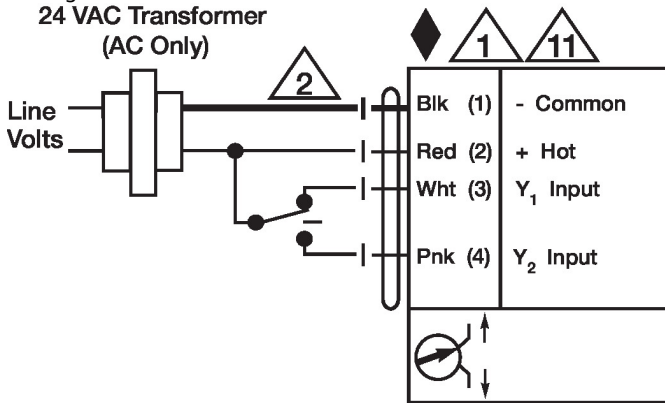 24 VAC Transformer
(AC Only)
1
11
2
Line
Volts
Blk (1) - Common
Red (2) + Hot
Wht (3) Y1 Input
Pnk (4) Y2 Input